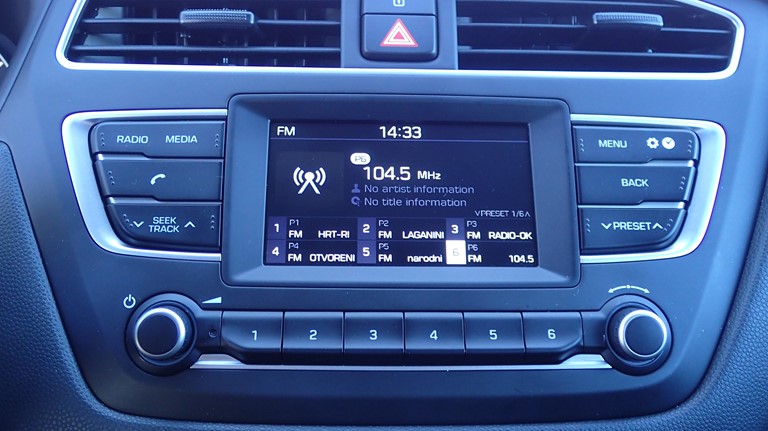 FM 14:33
P6
104.5 MHz
No artist information
No title information
PRESET 1/6
1 P1 FM HRT-RI 2 P2 FM LAGANINI 3 P3 FM RADIO-OK
4 P4 FM OTVORENI 5 P5 FM narodni 6 P6 FM 104.5
RADIO MEDIA
SEEK
TRACK
MENU
BACK
PRESET
1 2 3 4 5 6